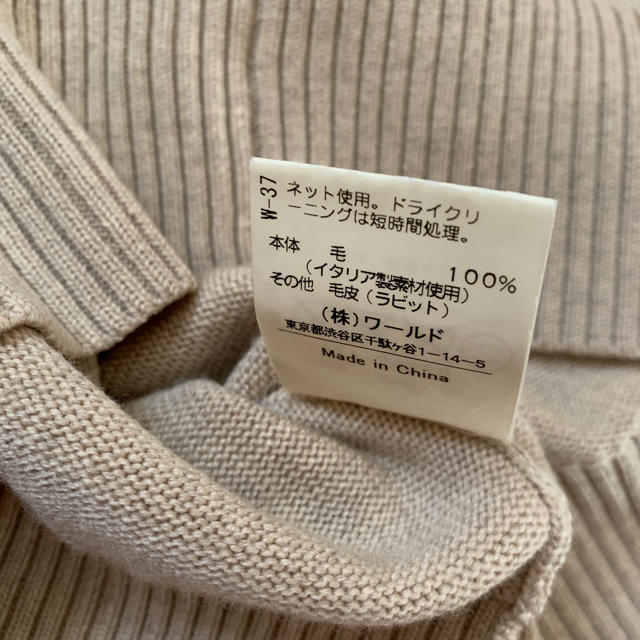 W-37
ネット使用。ドライクリ
ーニングは短時間処理。
本体 毛 100%
(イタリア製素材使用)
その他 毛皮(ラビット)
(株)ワールド
東京都渋谷区千駄ヶ谷1-14-5
Made in China